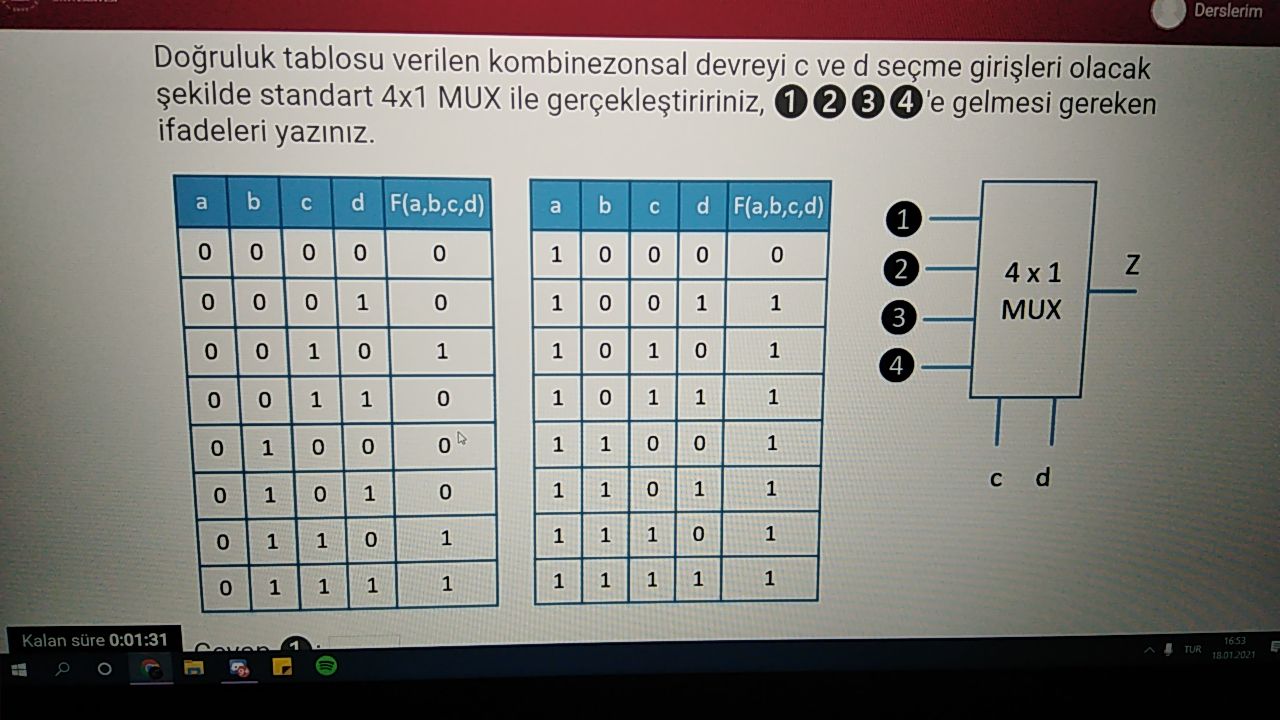 Derslerim
Doğruluk tablosu verilen kombinezonsal devreyi c ve d seçme girişleri olacak
şekilde standart 4x1 MUX ile gerçekleştiririniz, 1 2 3 4 'e gelmesi gereken
ifadeleri yazınız.
a b c d F(a,b,c,d)
0 0 0 0 0
0 0 0 1 0
0 0 1 0 1
0 0 1 1 0
0 1 0 0 0
0 1 0 1 0
0 1 1 0 1
0 1 1 1 1
a b c d F(a,b,c,d)
1 0 0 0 0
1 0 0 1 1
1 0 1 0 1
1 0 1 1 1
1 1 0 0 1
1 1 0 1 1
1 1 1 0 1
1 1 1 1 1
1
2
3
4
4 x 1
MUX
Z
c d
Kalan süre 0:01:31
Cevap 1 :
TUR
16:53
18.01.2021